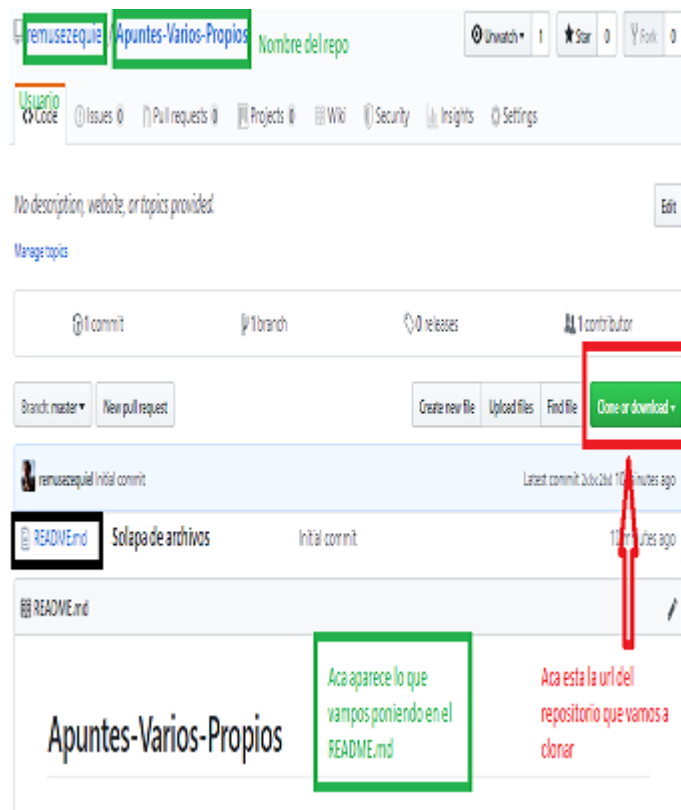 remusezequiel / Apuntes-Varios-Propios Nombre del repo Unwatch 1 Star 0 Fork 0
Usuario
Code Issues 0 Pull requests 0 Projects 0 Wiki Security Insights Settings
No description, website, or topics provided. Edit
Manage topics
1 commit 1 branch 0 releases 1 contributor
Branch: master New pull request Create new file Upload files Find file Clone or download
remusezequiel Initial commit Latest commit minutes ago
README.md Solapa de archivos Initial commit minutes ago
README.md
Aca aparece lo que
vampos poniendo en el
README.md
Aca esta la url del
repositorio que vamos a
clonar
Apuntes-Varios-Propios